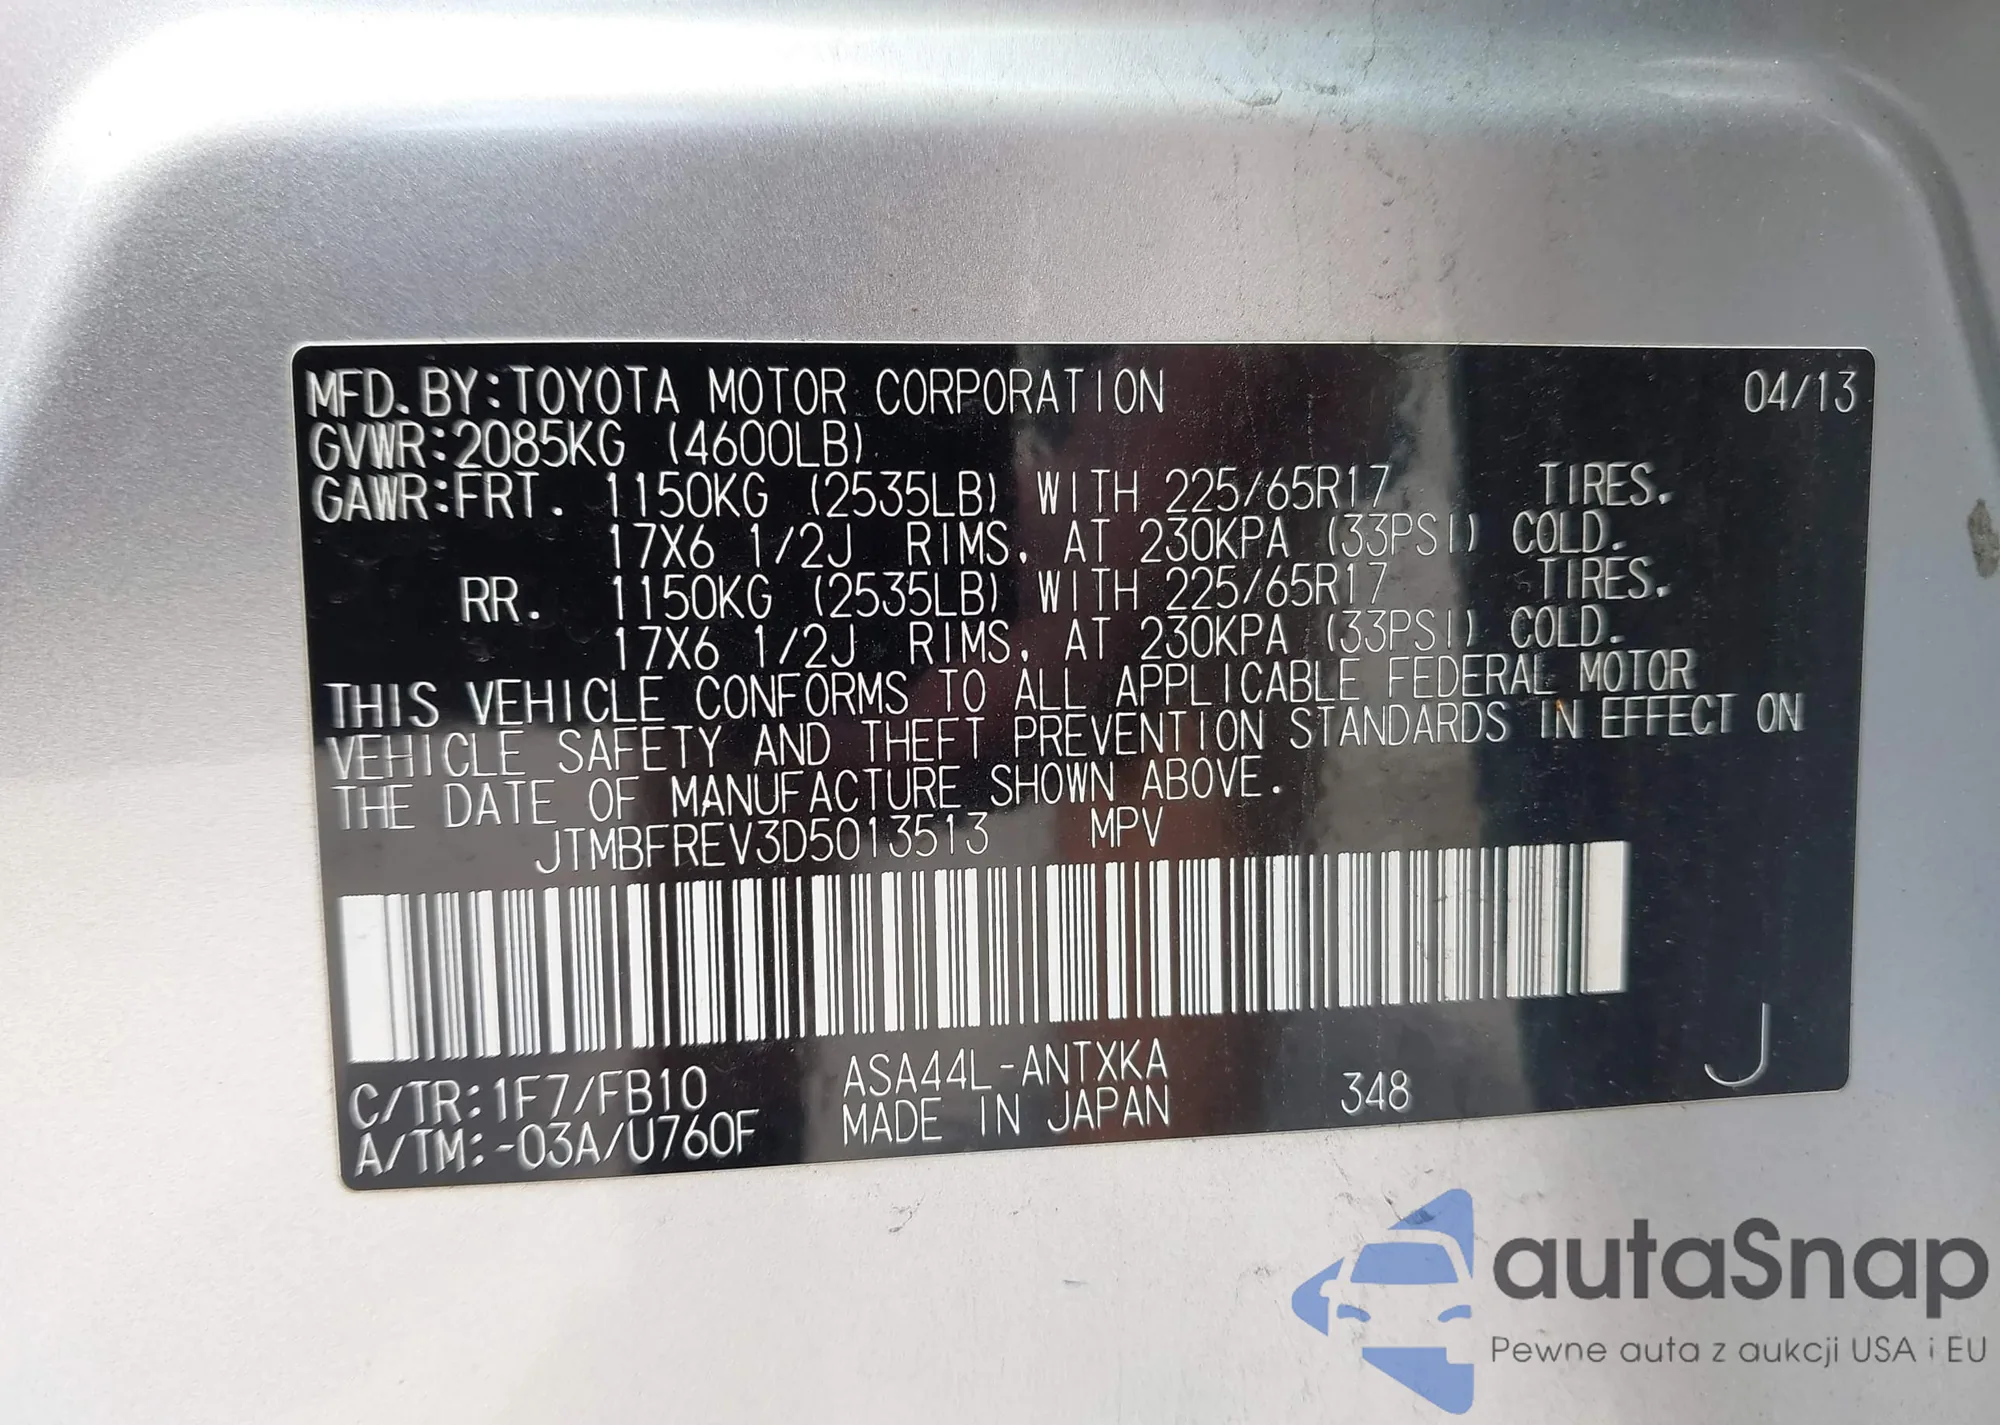 MFD. BY:TOYOTA MOTOR CORPORATION 04/13
GVWR:2085KG (4600LB)
GAWR:FRT. 1150KG (2535LB) WITH 225/65R17 TIRES.
17X6 1/2J RIMS, AT 230KPA (33PSI) COLD.
RR. 1150KG (2535LB) WITH 225/65R17 TIRES.
17X6 1/2J RIMS, AT 230KPA (33PSI) COLD.
THIS VEHICLE CONFORMS TO ALL APPLICABLE FEDERAL MOTOR
VEHICLE SAFETY AND THEFT PREVENTION STANDARDS IN EFFECT ON
THE DATE OF MANUFACTURE SHOWN ABOVE.
JTMBFREV3D5013513 MPV
C/TR:1F7/FB10 ASA44L-ANTXKA
A/TM:-03A/U760F MADE IN JAPAN 348 J
autaSnap
Pewne auta z aukcji USA i EU